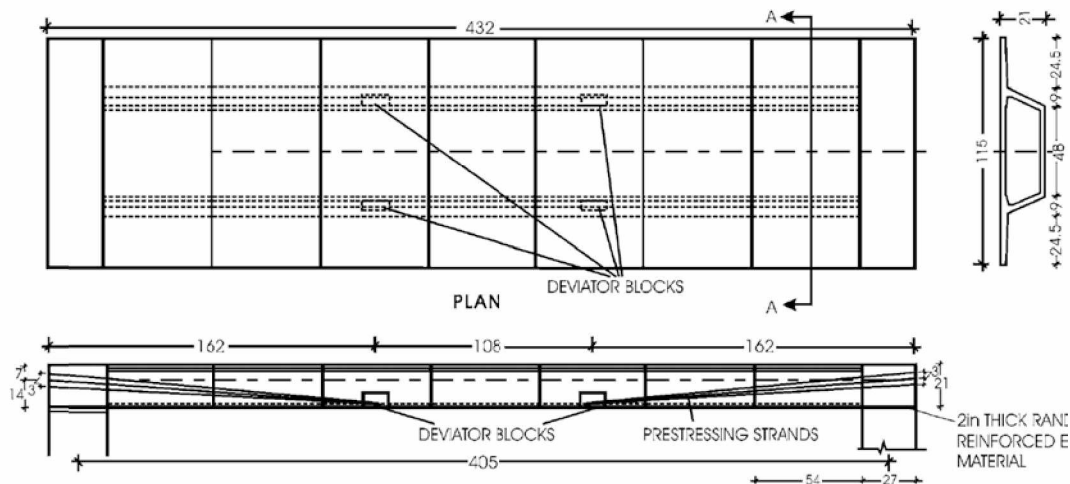 A
432
21
24.5
9
48
9
24.5
115
DEVIATOR BLOCKS
PLAN
A
162
108
162
7
14
3
3
21
DEVIATOR BLOCKS
PRESTRESSING STRANDS
2in THICK RAND
REINFORCED E
MATERIAL
405
54
27